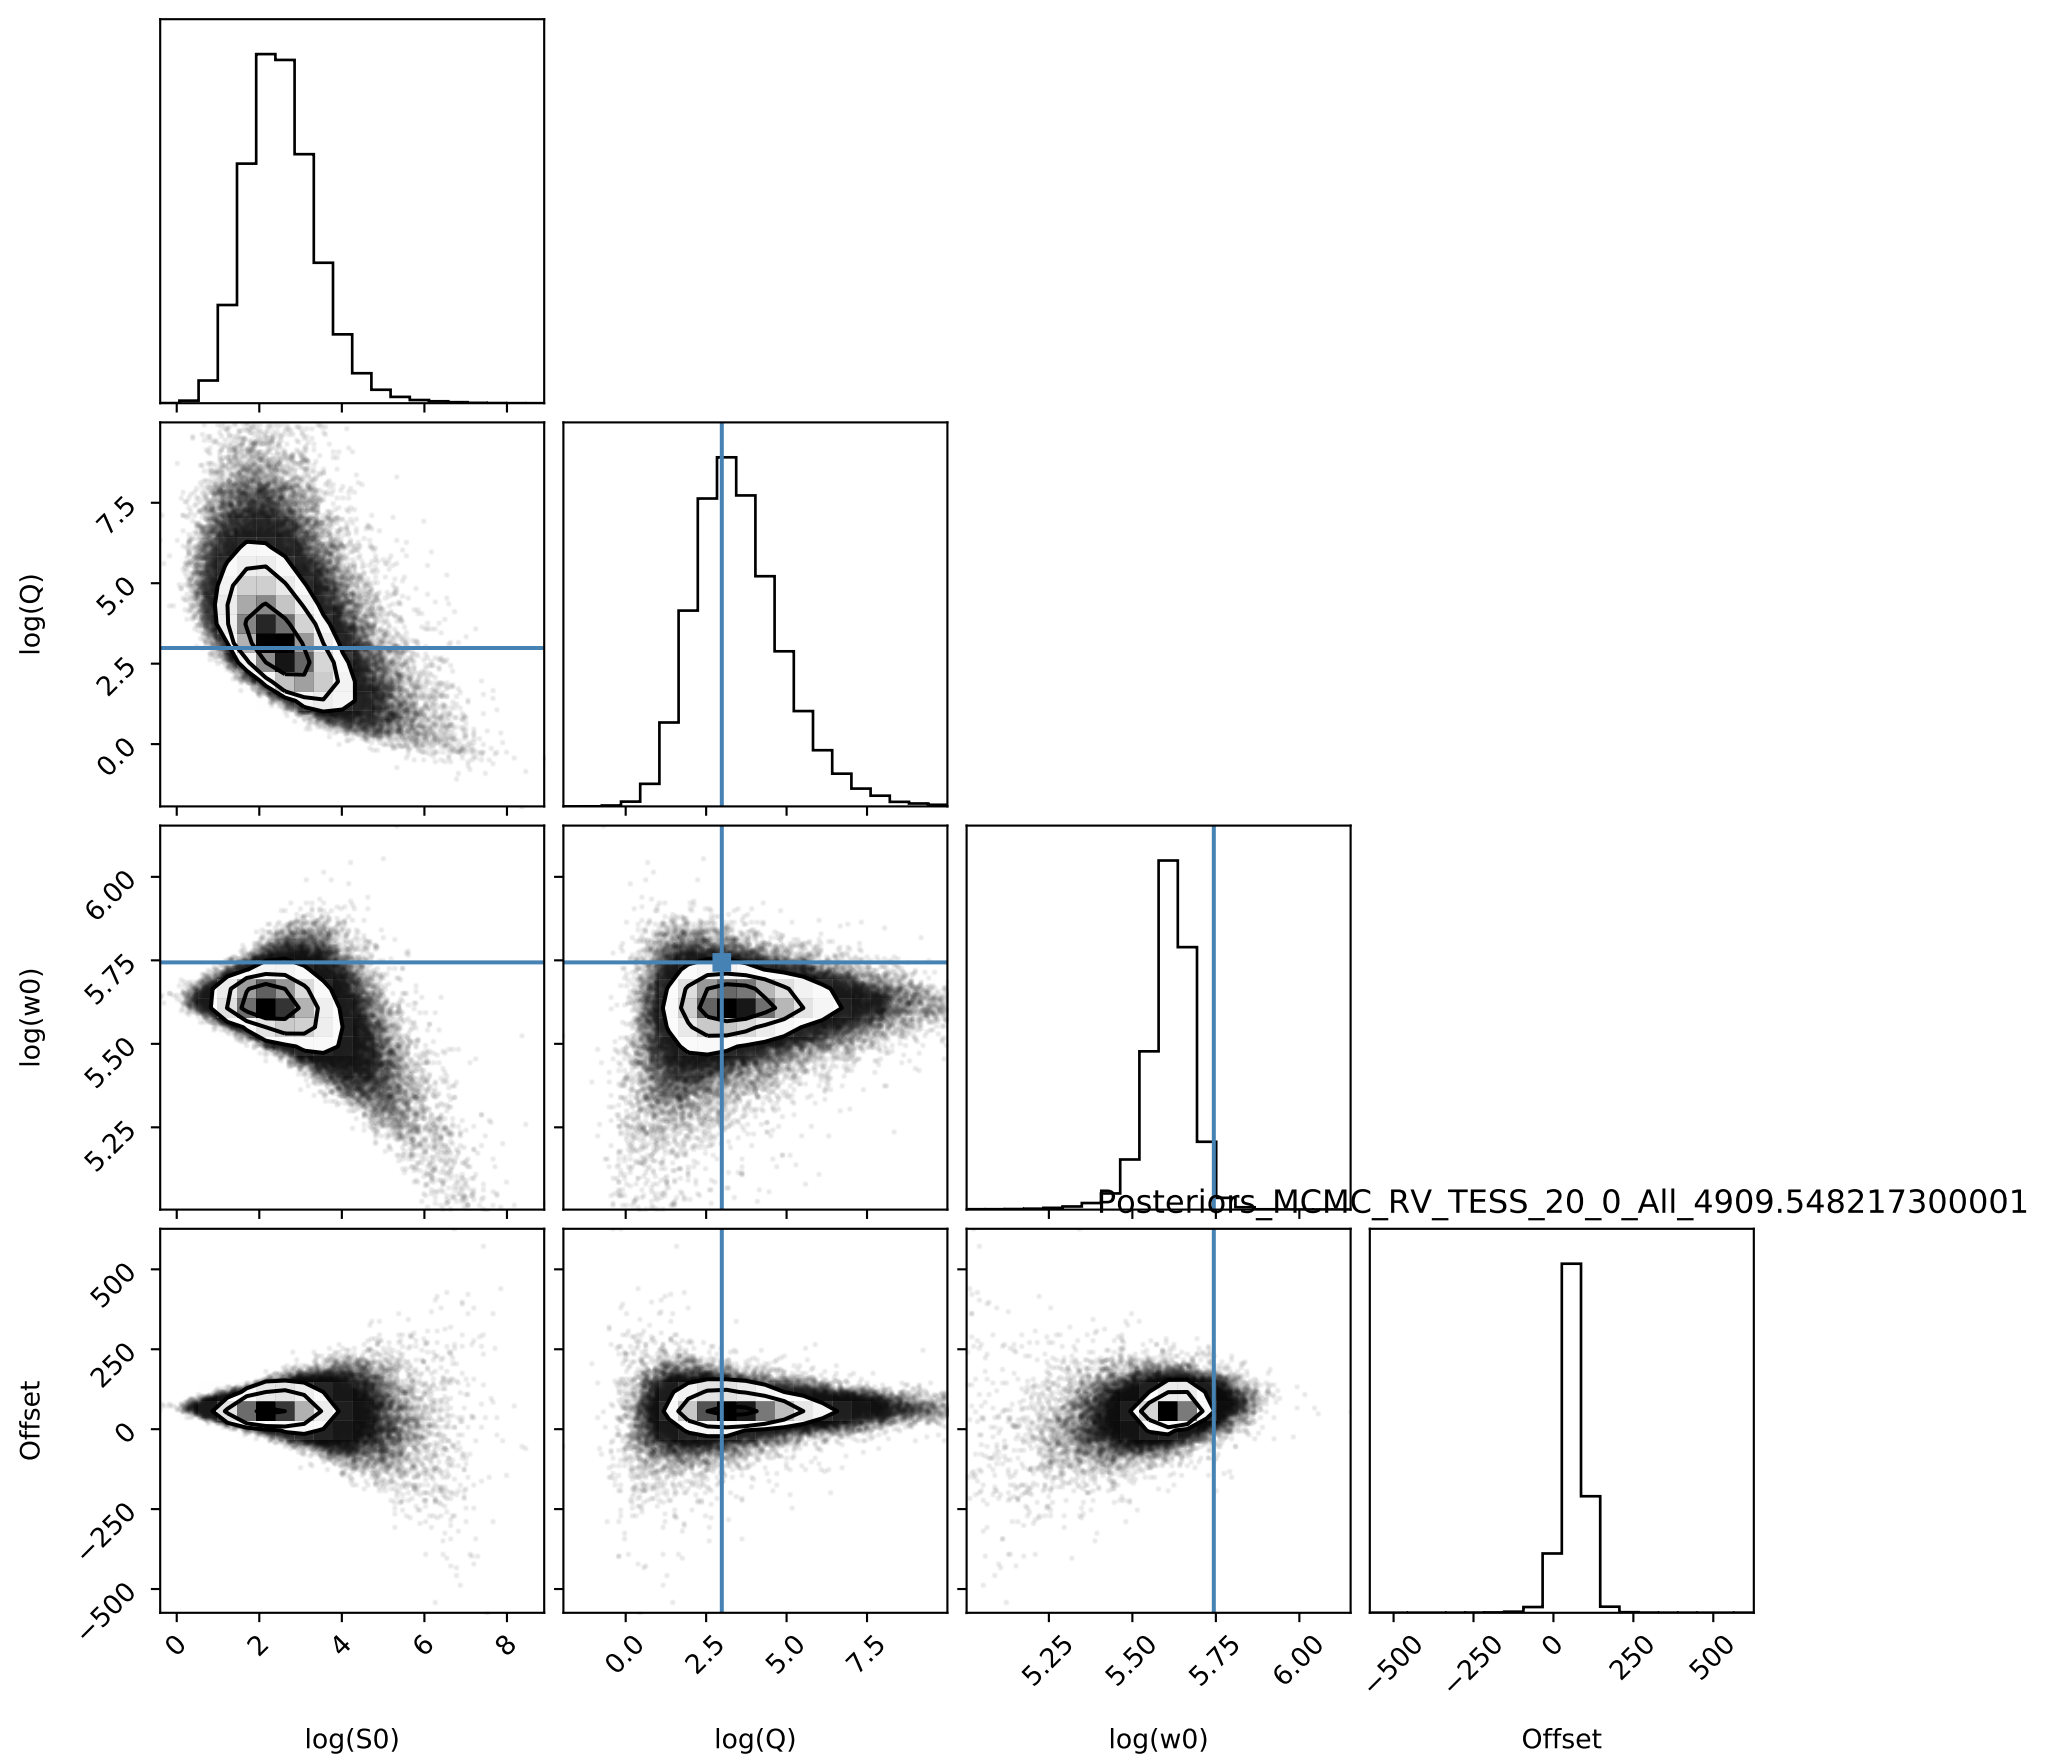 log(Q)
7.5
5.0
2.5
0.0
log(w0)
6.00
5.75
5.50
5.25
Posteriors_MCMC_RV_TESS_20_0_All_4909.548217300001
Offset
500
250
0
−250
−500
0 2 4 6 8
0.0 2.5 5.0 7.5
5.25 5.50 5.75 6.00
−500 −250 0 250 500
log(S0) log(Q) log(w0) Offset